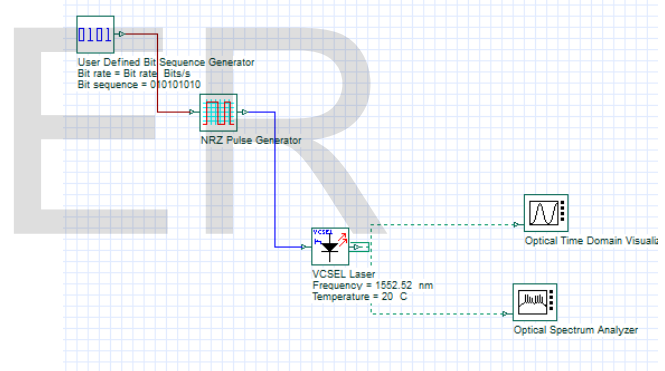 ER
0101
User Defined Bit Sequence Generator
Bit rate = Bit rate Bits/s
Bit sequence = 010101010
NRZ Pulse Generator
VCSEL
VCSEL Laser
Frequency = 1552.52 nm
Temperature = 20 C
Optical Time Domain Visualiz
Optical Spectrum Analyzer